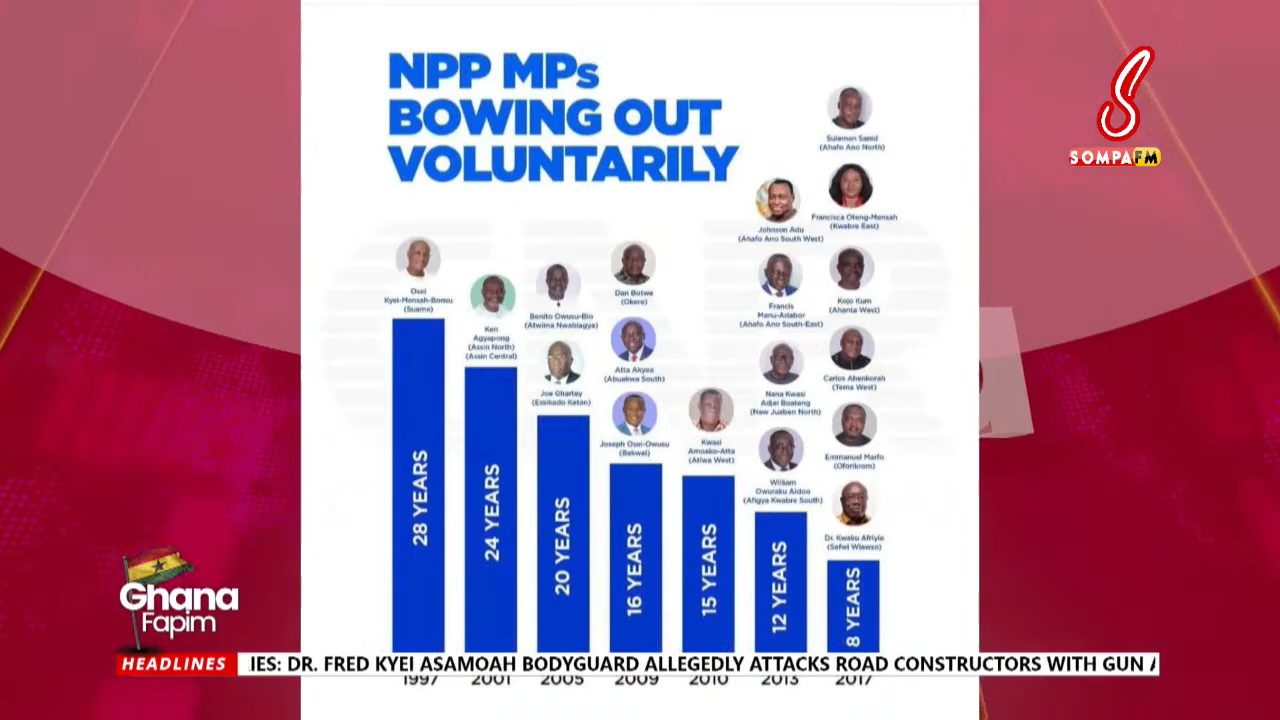 NPP MPs
BOWING OUT
VOLUNTARILY
SOMPAFM
Suleman Sanid
(Ahafo Ano North)
Francisca Oteng-Mensah
(Kwabre East)
Johnson Adu
(Ahafo Ano South West)
Osei
Kyei-Mensah-Bonsu
(Suame)
Ken
Agyapong
(Assin North)
(Assin Central)
Benito Owusu-Bio
(Atwima Nwabiagya)
Joe Ghartey
(Essikado Ketan)
Dan Botwe
(Okere)
Atta Akyea
(Abuakwa South)
Joseph Osei-Owusu
(Bekwai)
Kwasi
Amoako-Atta
(Atiwa West)
Francis
Manu-Adabor
(Ahafo Ano South-East)
Nana Kwasi
Adjei Boateng
(New Juaben North)
William
Owuraku Aidoo
(Afigya Kwabre South)
Kojo Kum
(Ahanta West)
Carlos Ahenkorah
(Tema West)
Emmanuel Marfo
(Oforikrom)
Dr. Kwaku Afriyie
(Sefwi Wiawso)
28 YEARS
24 YEARS
20 YEARS
16 YEARS
15 YEARS
12 YEARS
8 YEARS
Ghana
Fapim
HEADLINES
IES: DR. FRED KYEI ASAMOAH BODYGUARD ALLEGEDLY ATTACKS ROAD CONSTRUCTORS WITH GUN
1997 2001 2005 2009 2010 2013 2017